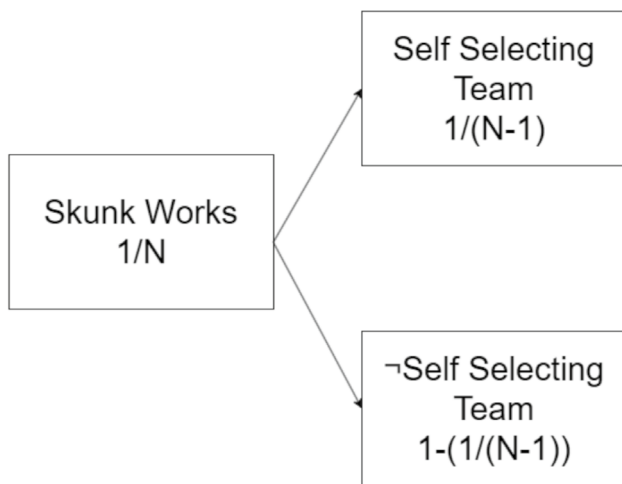 Self Selecting
Team
1/(N-1)
Skunk Works
1/N
¬Self Selecting
Team
1-(1/(N-1))